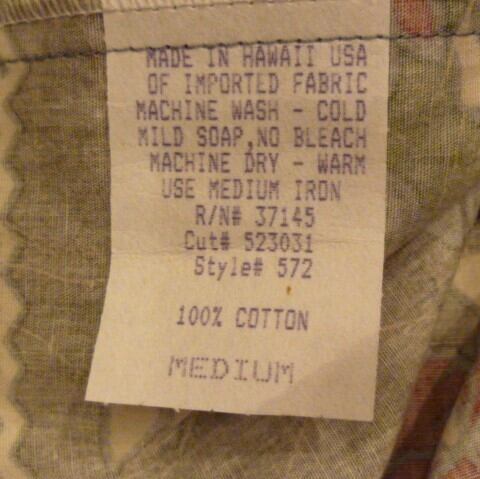 MADE IN HAWAII USA
OF IMPORTED FABRIC
MACHINE WASH - COLD
MILD SOAP,NO BLEACH
MACHINE DRY - WARM
USE MEDIUM IRON
R/N# 37145
Cut# 523031
Style# 572
100% COTTON
MEDIUM